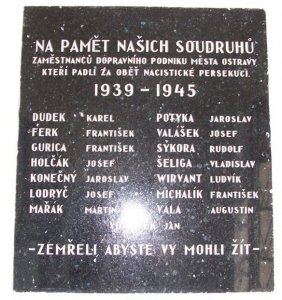 NA PAMĚT NAŠICH SOUDRUHŮ
ZAMĚSTNANCŮ DOPRAVNÍHO PODNIKU MĚSTA OSTRAVY,
KTEŘÍ PADLI ZA OBĚŤ NACISTICKÉ PERSEKUCI.
1939 - 1945
DUDEK KAREL POTYKA JAROSLAV
FERK FRANTIŠEK VALÁŠEK JOSEF
GURICA FRANTIŠEK SÝKORA RUDOLF
HOLČÁK JOSEF ŠELIGA VLADISLAV
KONEČNÝ JAROSLAV WIRVANT LUDVÍK
LODRYČ JOSEF MICHALÍK FRANTIŠEK
MAŘÁK MARTIN VALA AUGUSTIN
JÁN
-ZEMŘELI ABYSTE VY MOHLI ŽÍT-